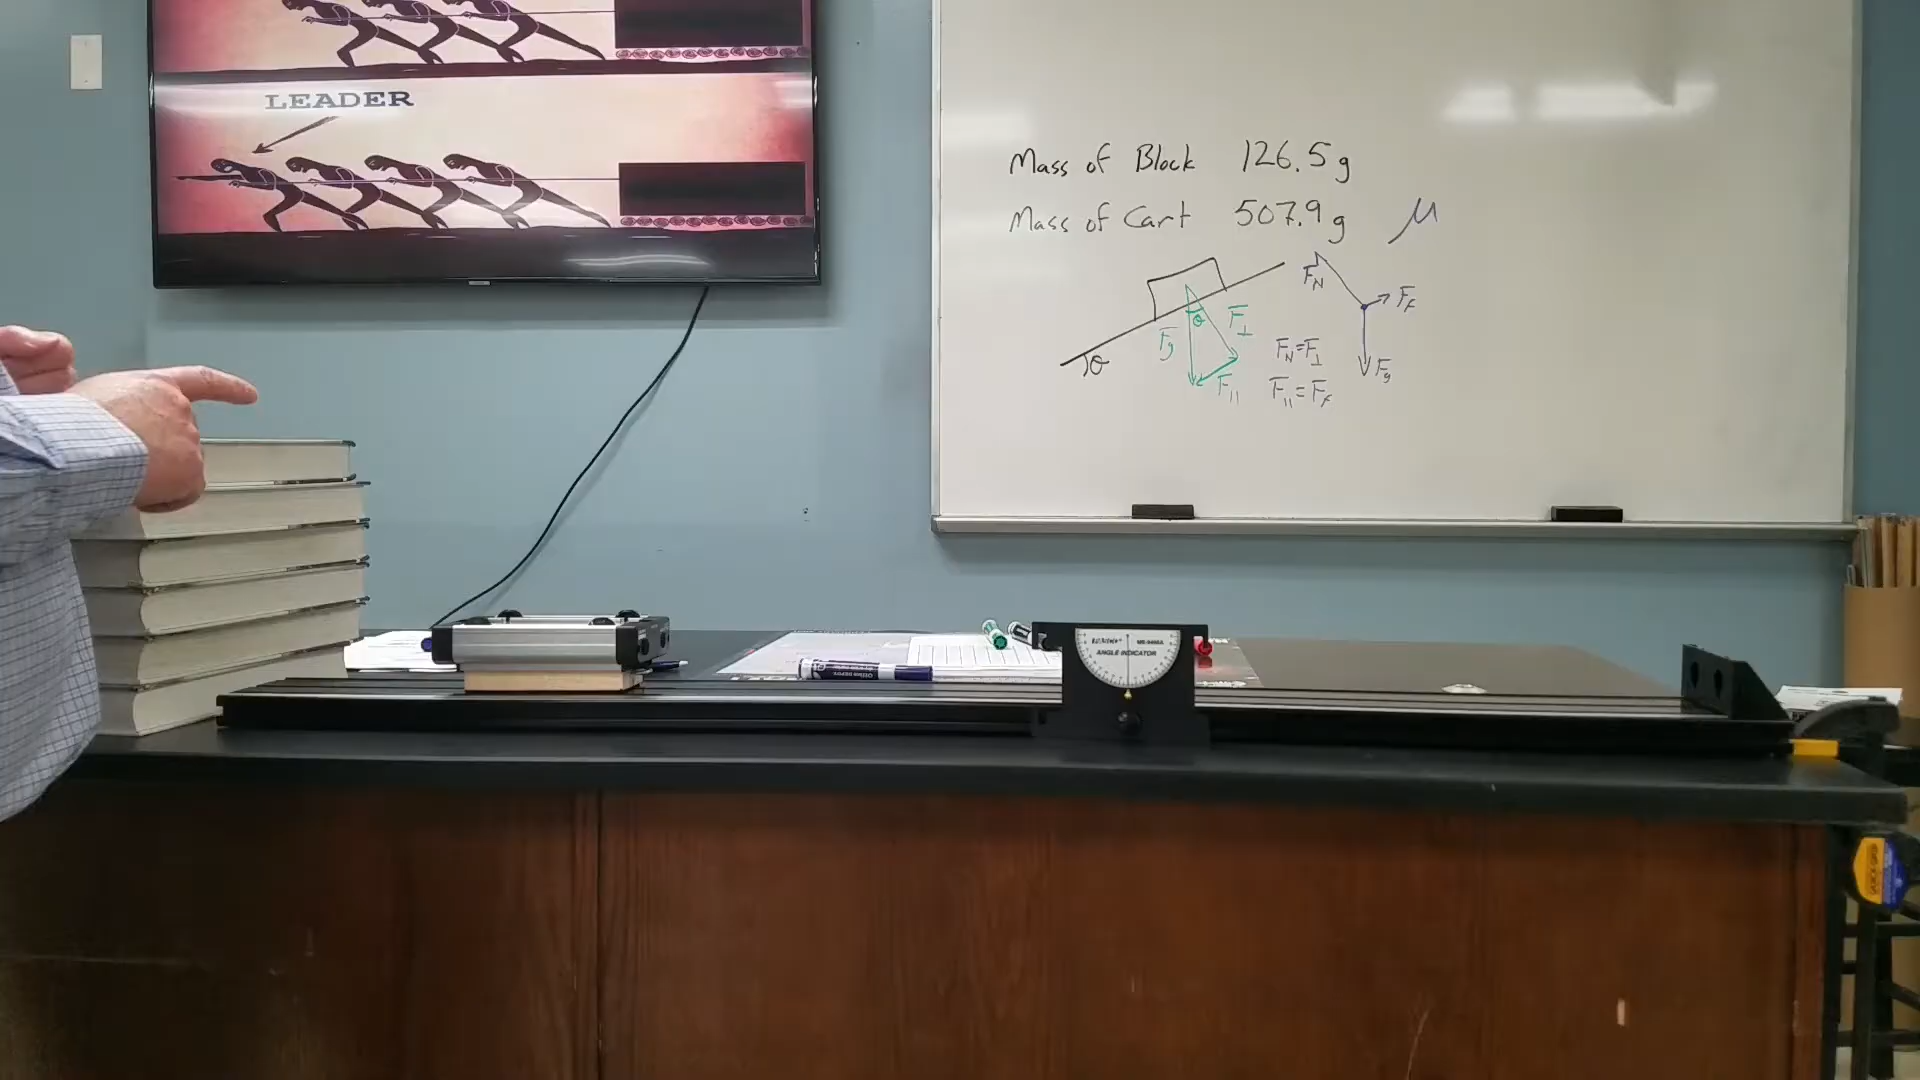 LEADER
Mass of Block 126.5g
Mass of Cart 507.9g μ
F_N
F_f
F_g
θ
F_g
θ
F_⊥
F_||
F_N=F_⊥
F_||=F_f
ANGLE INDICATOR